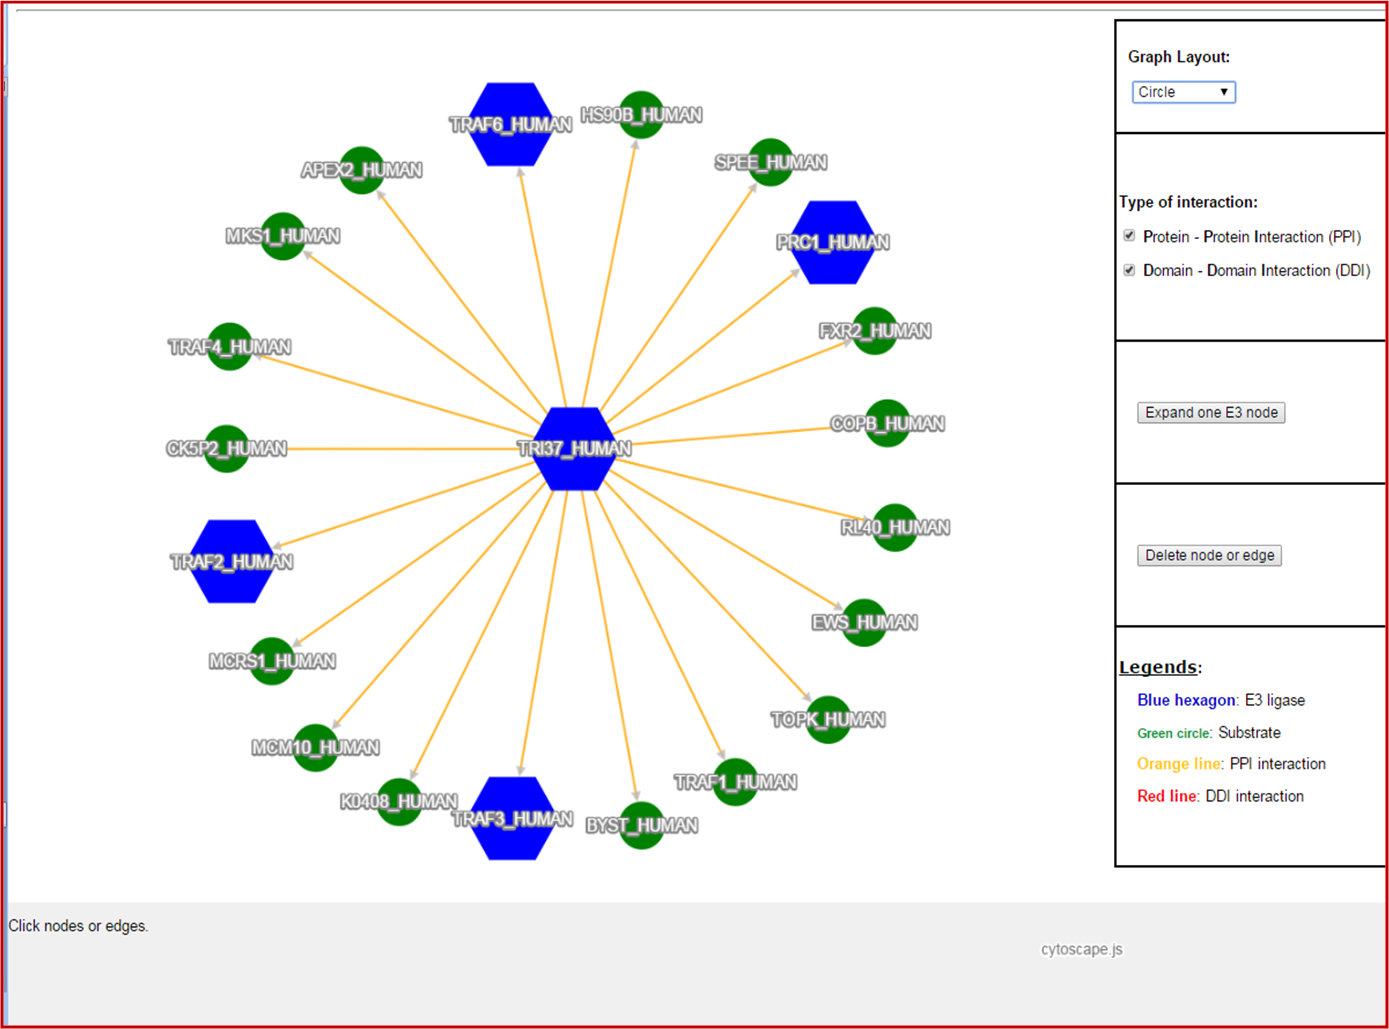 TRAF6_HUMAN
HS90B_HUMAN
SPEE_HUMAN
APEX2_HUMAN
MKS1_HUMAN
PRC1_HUMAN
FXR2_HUMAN
TRAF4_HUMAN
COPB_HUMAN
CK5P2_HUMAN
TRI37_HUMAN
RL40_HUMAN
TRAF2_HUMAN
EWS_HUMAN
MCRS1_HUMAN
TOPK_HUMAN
MCM10_HUMAN
TRAF1_HUMAN
K0408_HUMAN
TRAF3_HUMAN
BYST_HUMAN
Graph Layout:
Circle
Type of interaction:
Protein - Protein Interaction (PPI)
Domain - Domain Interaction (DDI)
Expand one E3 node
Delete node or edge
Legends:
Blue hexagon: E3 ligase
Green circle: Substrate
Orange line: PPI interaction
Red line: DDI interaction
Click nodes or edges.
cytoscape.js